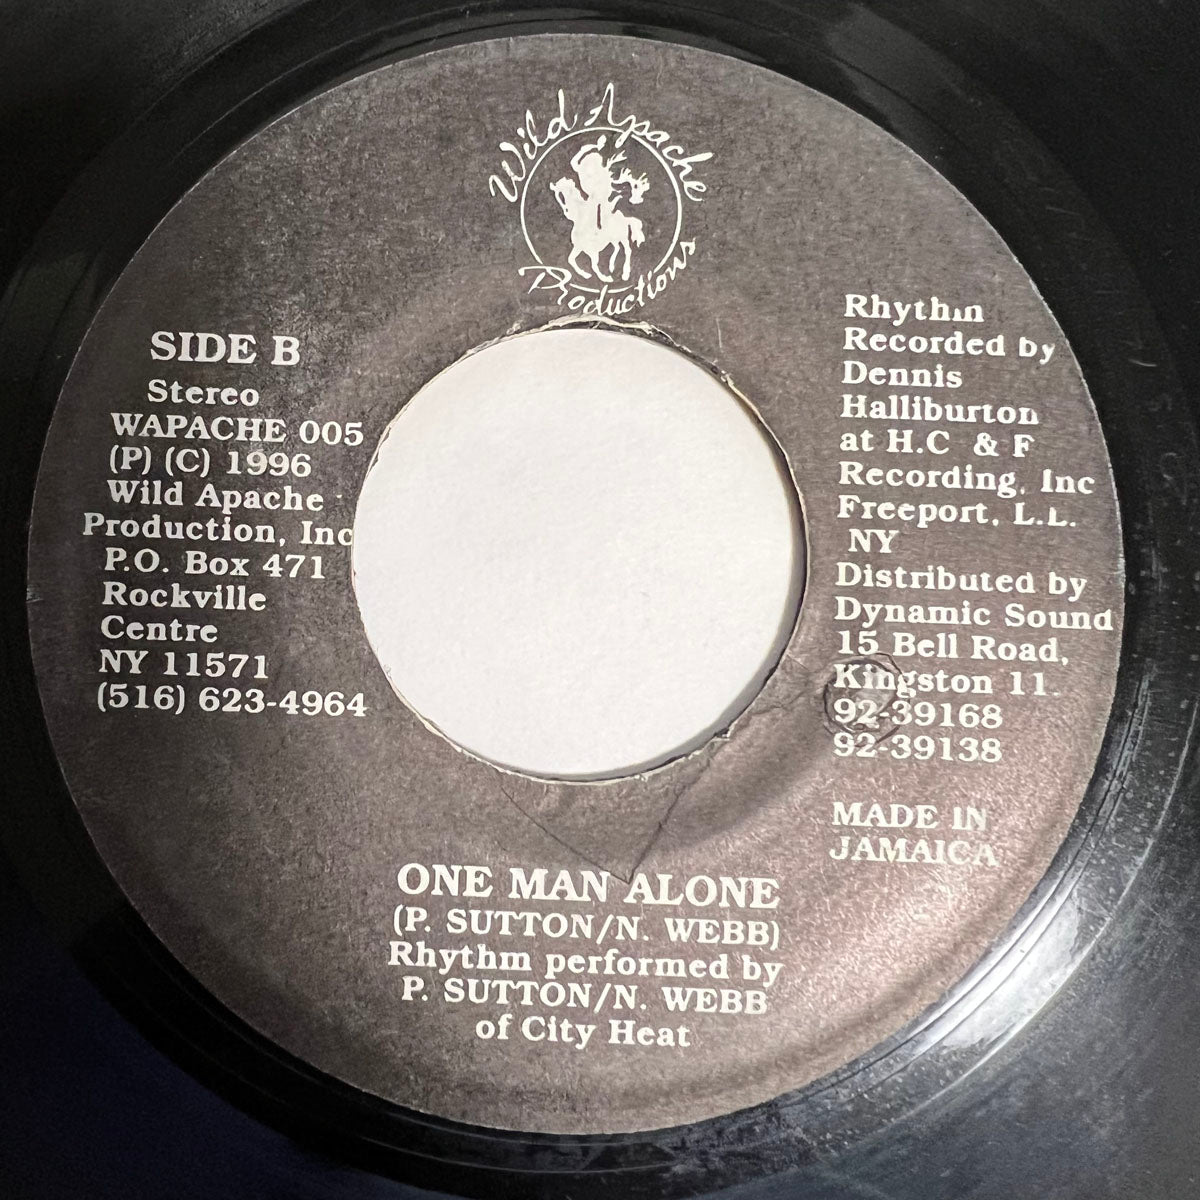 Wild Apache
Productions
SIDE B
Stereo
WAPACHE 005
(P) (C) 1996
Wild Apache
Production, Inc
P.O. Box 471
Rockville
Centre
NY 11571
(516) 623-4964
Rhythm
Recorded by
Dennis
Halliburton
at H.C & F
Recording, Inc
Freeport, L.L.
NY
Distributed by
Dynamic Sound
15 Bell Road,
Kingston 11.
92-39168
92-39138
MADE IN
JAMAICA
ONE MAN ALONE
(P. SUTTON/N. WEBB)
Rhythm performed by
P. SUTTON/N. WEBB
of City Heat